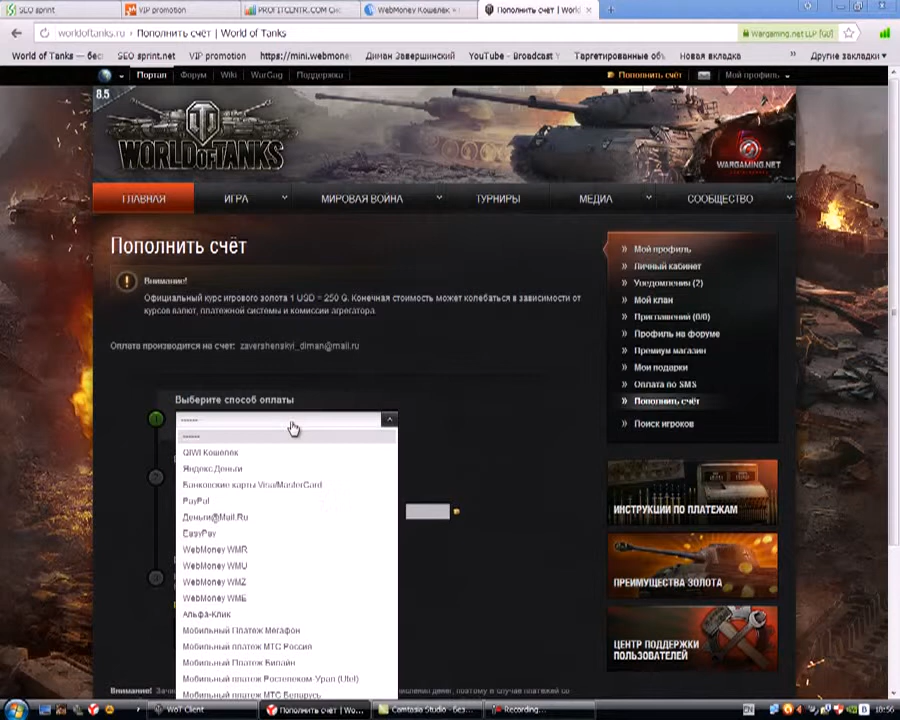 SEO sprint
VIP promotion
PROFITCENTR.COM
WebMoney Кошелек
Пополнить счёт | World
worldoftanks.ru › Пополнить счёт | World of Tanks
Wargaming.net LLP [GB]
World of Tanks — бес
SEO sprint.net
VIP promotion
https://mini.webmoney
Диман Завершинский
YouTube - Broadcast Y
Таргетированные объ
Новая вкладка
Другие закладки
Портал
Форум
Wiki
WarGag
Поддержка
Пополнить счёт
Мой профиль
8.5
WORLD OF TANKS
WARGAMING.NET
ГЛАВНАЯ
ИГРА
МИРОВАЯ ВОЙНА
ТУРНИРЫ
МЕДИА
СООБЩЕСТВО
Пополнить счёт
Внимание!
Официальный курс игрового золота 1 USD = 250 G. Конечная стоимость может колебаться в зависимости от
курсов валют, платежной системы и комиссии агрегатора.
Оплата производится на счет: zavershenskyi_diman@mail.ru
Выберите способ оплаты
------
------
QIWI Кошелек
Яндекс.Деньги
Банковские карты Visa/MasterCard
PayPal
Деньги@Mail.Ru
EasyPay
WebMoney WMR
WebMoney WMU
WebMoney WMZ
WebMoney WME
Альфа-Клик
Мобильный Платеж Мегафон
Мобильный платеж МТС Россия
Мобильный Платеж Билайн
Мобильный платеж Ростелеком-Урал (Utel)
Мобильный платеж МТС Беларусь
1
2
3
Внимание!
Мой профиль
Личный кабинет
Уведомления (2)
Мой клан
Приглашения (0/0)
Профиль на форуме
Премиум магазин
Мои подарки
Оплата по SMS
Пополнить счёт
Поиск игроков
ИНСТРУКЦИИ ПО ПЛАТЕЖАМ
ПРЕИМУЩЕСТВА ЗОЛОТА
ЦЕНТР ПОДДЕРЖКИ
ПОЛЬЗОВАТЕЛЕЙ
WoT Client
Пополнить счёт | Wo...
Camtasia Studio - Без...
Recording...
EN
10:56